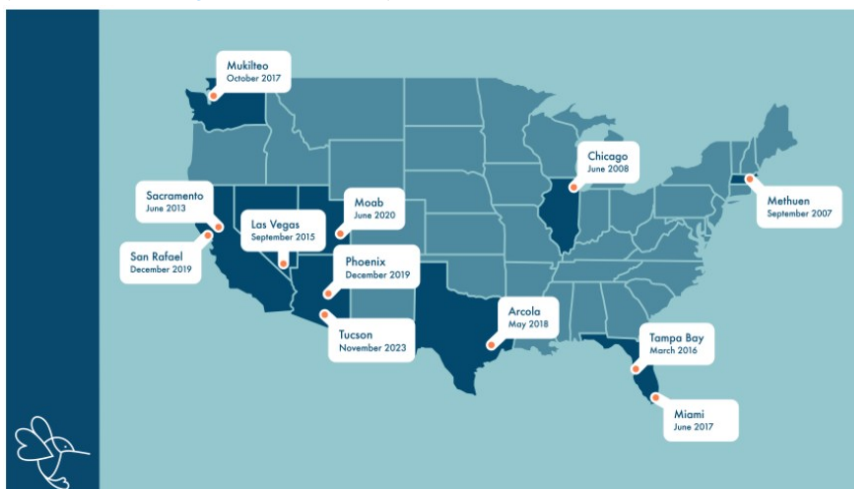 Mukilteo
October 2017
Chicago
June 2008
Methuen
September 2007
Sacramento
June 2013
Moab
June 2020
Las Vegas
September 2015
San Rafael
December 2019
Phoenix
December 2019
Arcola
May 2018
Tucson
November 2023
Tampa Bay
March 2016
Miami
June 2017